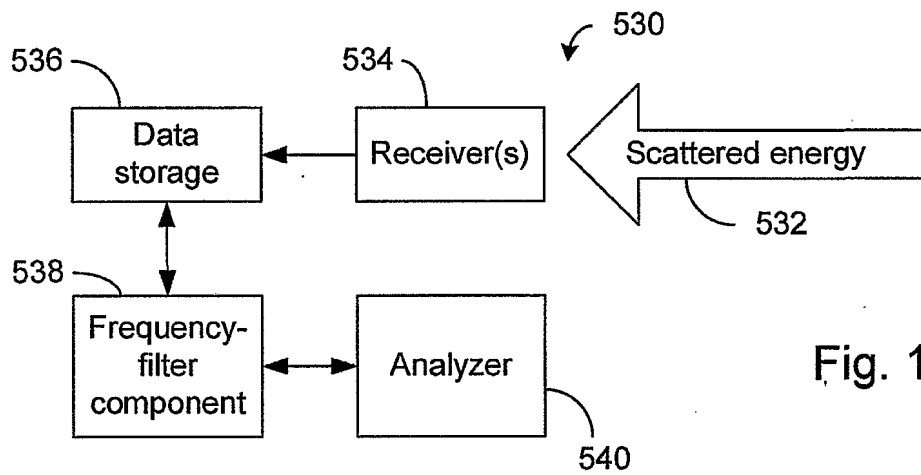 530
536
534
Data
storage
Receiver(s)
Scattered energy
532
538
Frequency-
filter
component
Analyzer
Fig. 1
540